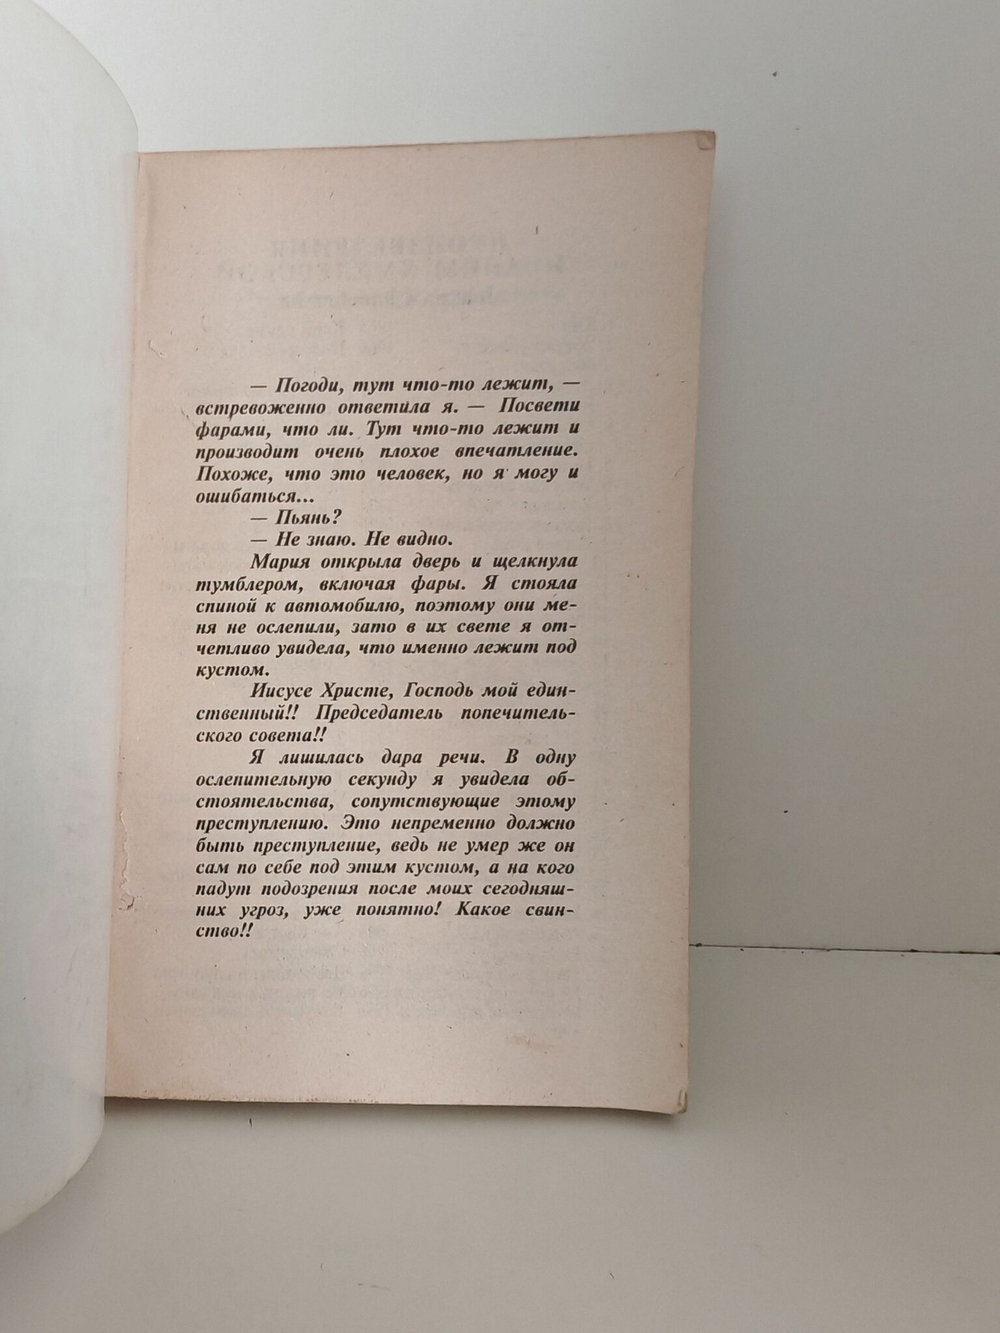 — Погоди, тут что-то лежит, —
встревоженно ответила я. — Посвети
фарами, что ли. Тут что-то лежит и
производит очень плохое впечатление.
Похоже, что это человек, но я могу и
ошибаться...
— Пьянь?
— Не знаю. Не видно.
Мария открыла дверь и щелкнула
тумблером, включая фары. Я стояла
спиной к автомобилю, поэтому они ме-
ня не ослепили, зато в их свете я от-
четливо увидела, что именно лежит под
кустом.
Иисусе Христе, Господь мой един-
ственный!! Председатель попечитель-
ского совета!!
Я лишилась дара речи. В одну
ослепительную секунду я увидела об-
стоятельства, сопутствующие этому
преступлению. Это непременно должно
быть преступление, ведь не умер же он
сам по себе под этим кустом, а на кого
падут подозрения после моих сегодняш-
них угроз, уже понятно! Какое свин-
ство!!